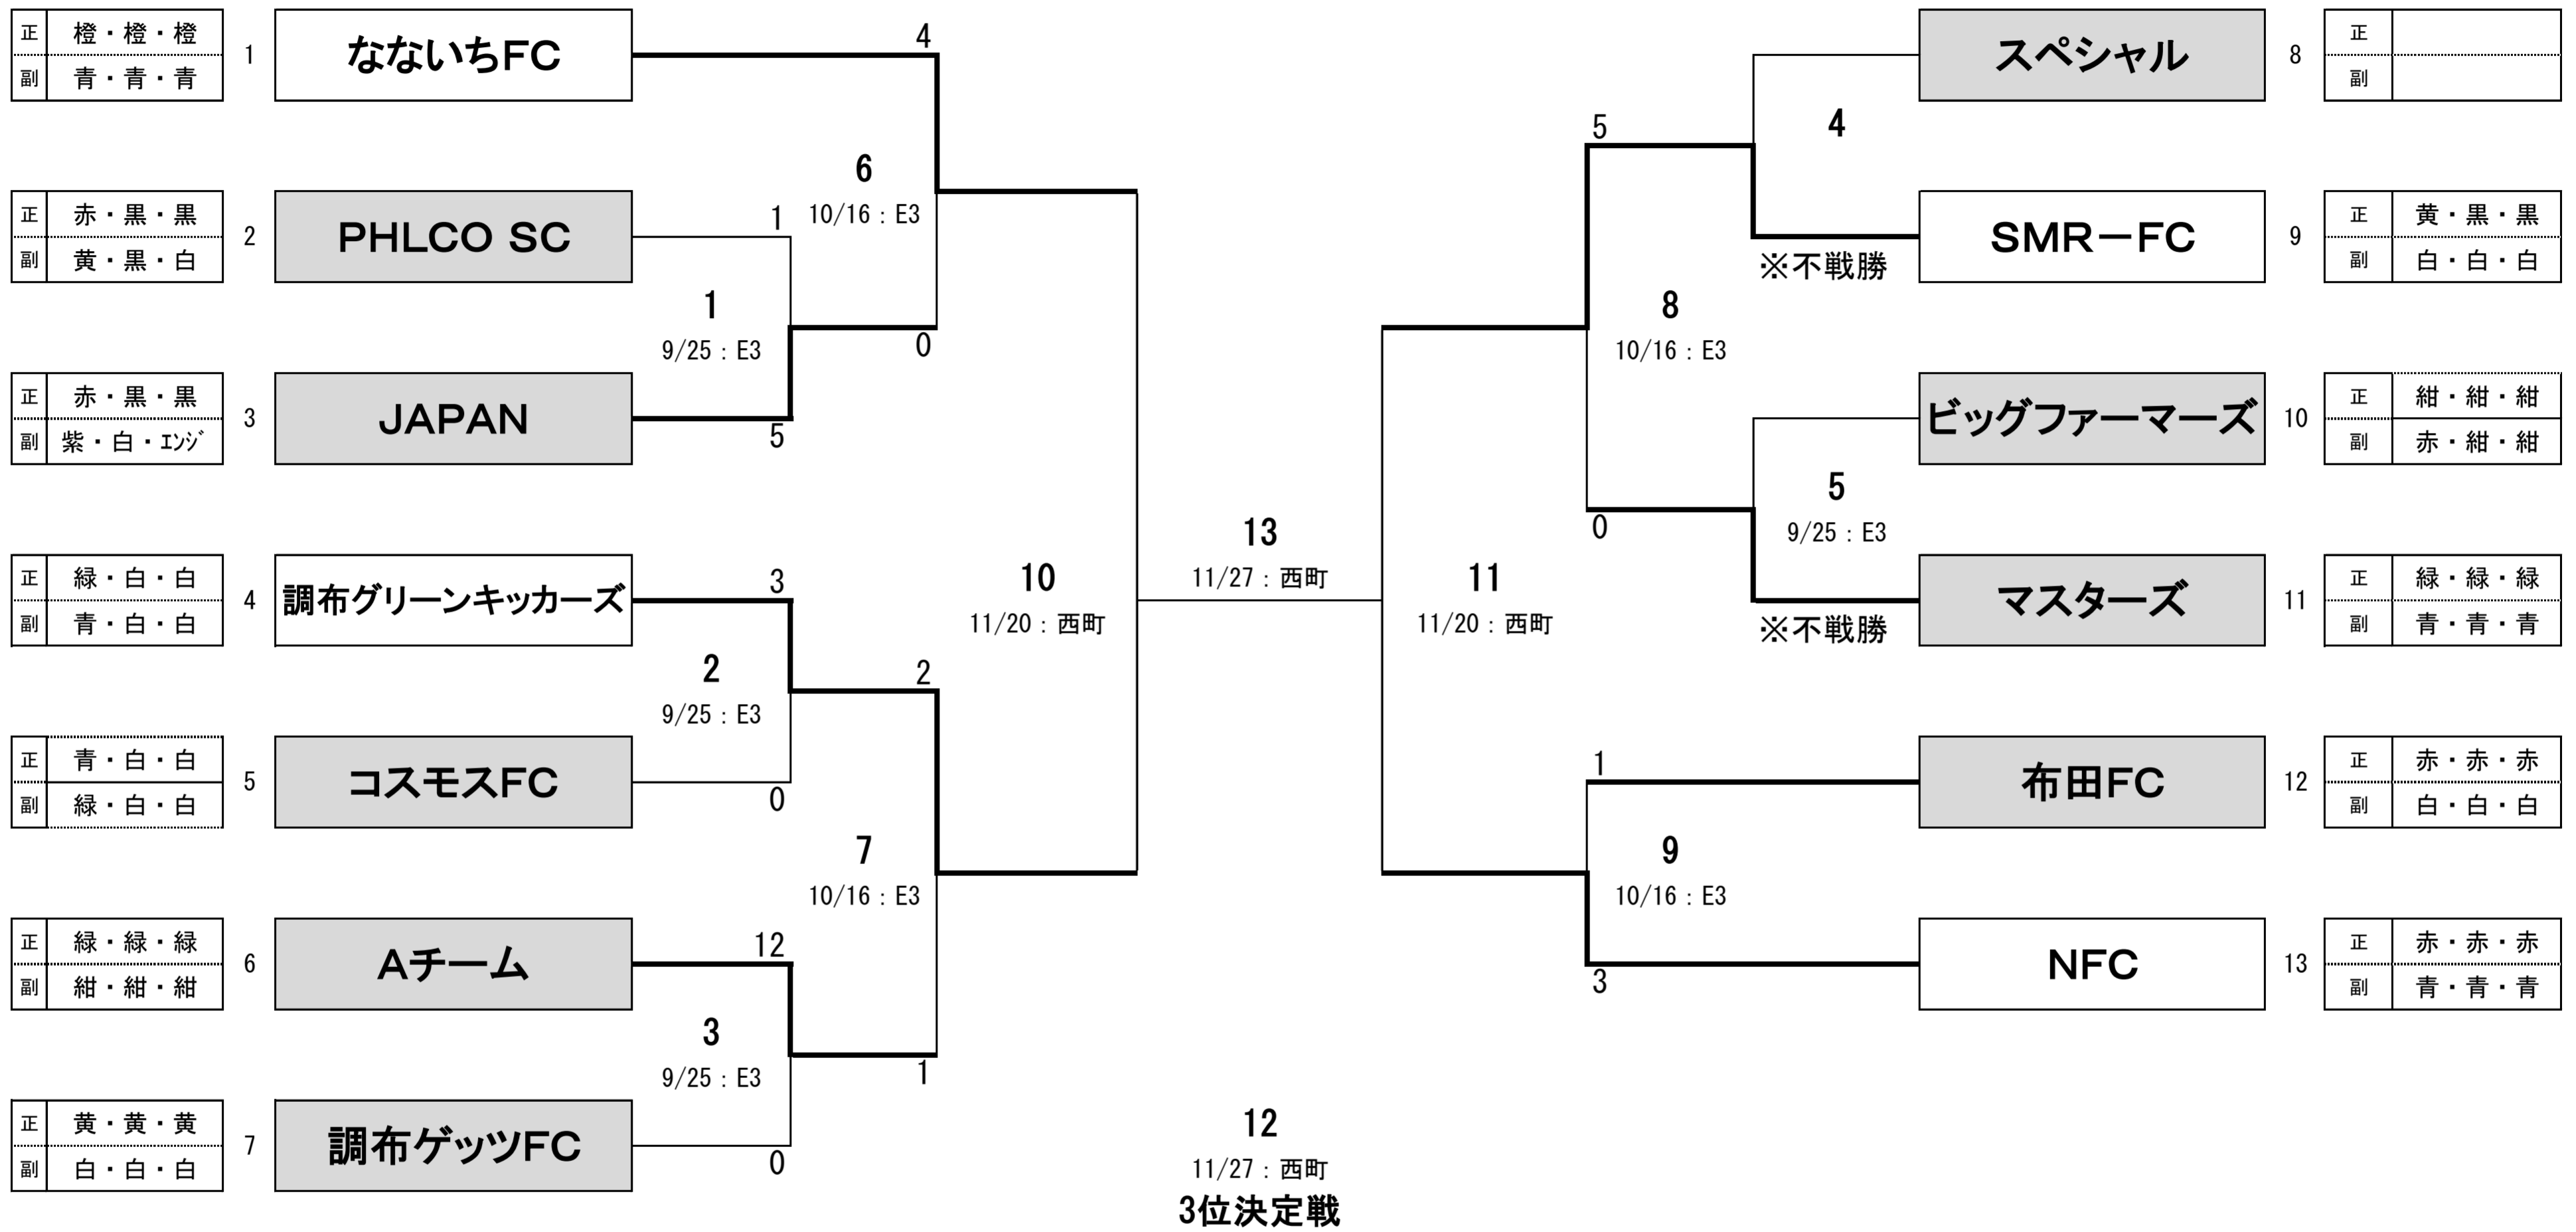 正 橙・橙・橙
副 青・青・青
1
なないちFC
4
スペシャル
8
正
副
5
4
6
10/16：E3
正 赤・黒・黒
副 黄・黒・白
2
PHLCO SC
1
SMR－FC
※不戦勝
9
正 黄・黒・黒
副 白・白・白
1
9/25：E3
0
8
10/16：E3
正 赤・黒・黒
副 紫・白・ｴﾝｼﾞ
3
JAPAN
5
ビッグファーマーズ
10
正 紺・紺・紺
副 赤・紺・紺
13
11/27：西町
0
5
9/25：E3
正 緑・白・白
副 青・白・白
4
調布グリーンキッカーズ
3
10
11/20：西町
11
11/20：西町
マスターズ
※不戦勝
11
正 緑・緑・緑
副 青・青・青
2
9/25：E3
2
正 青・白・白
副 緑・白・白
5
コスモスFC
0
1
布田FC
12
正 赤・赤・赤
副 白・白・白
7
10/16：E3
9
10/16：E3
正 緑・緑・緑
副 紺・紺・紺
6
Aチーム
12
3
NFC
13
正 赤・赤・赤
副 青・青・青
3
9/25：E3
1
正 黄・黄・黄
副 白・白・白
7
調布ゲッツFC
0
12
11/27：西町
3位決定戦